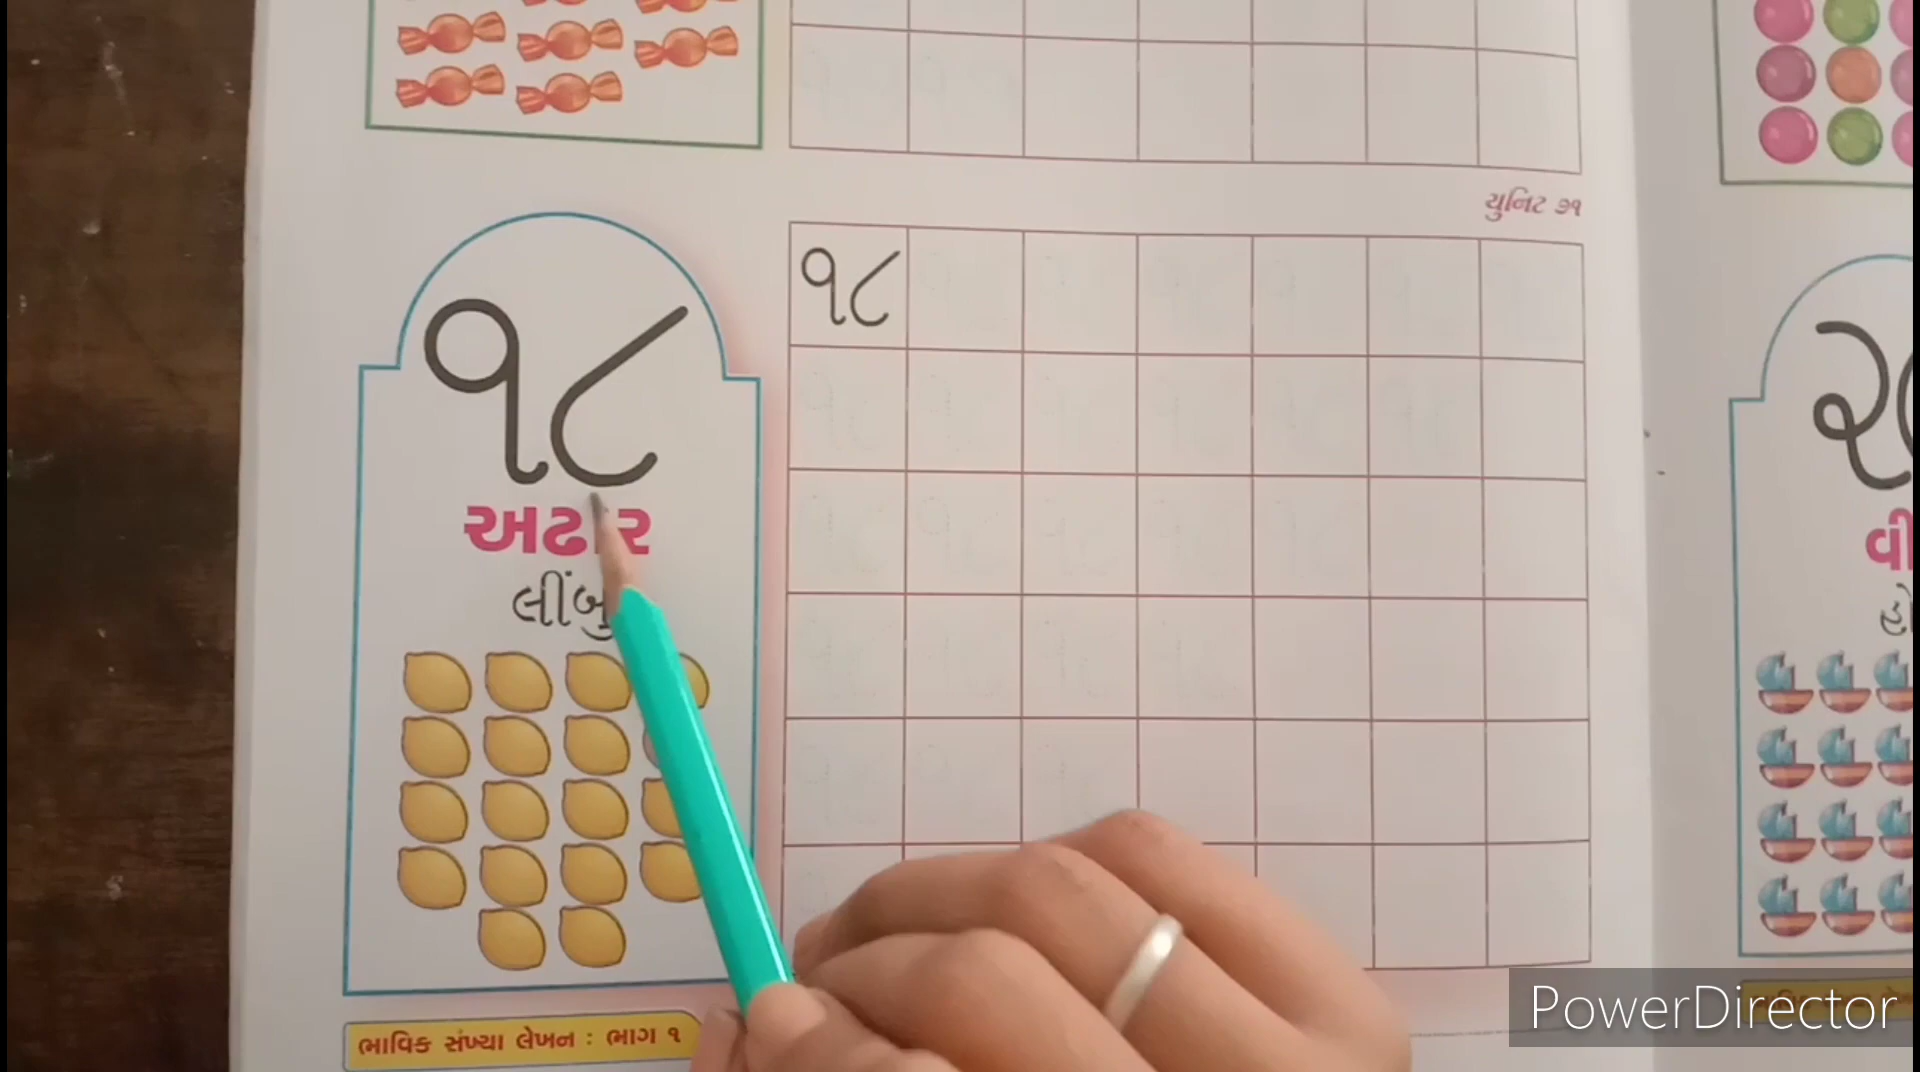 યુનિટ ૭૧
૧૮
૧૮
અઢાર
લીંબુ
ભાવિક સંખ્યા લેખન : ભાગ ૧
PowerDirector